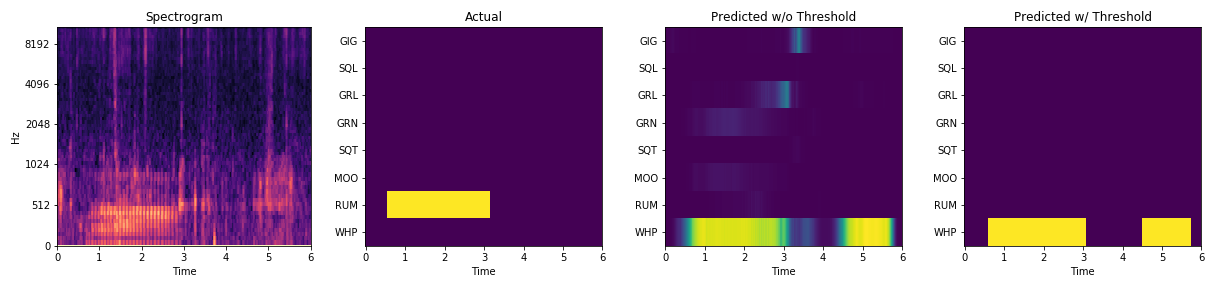 Spectrogram
8192
4096
2048
1024
512
0
Hz
0 1 2 3 4 5 6
Time
Actual
GIG
SQL
GRL
GRN
SQT
MOO
RUM
WHP
0 1 2 3 4 5 6
Time
Predicted w/o Threshold
GIG
SQL
GRL
GRN
SQT
MOO
RUM
WHP
0 1 2 3 4 5 6
Time
Predicted w/ Threshold
GIG
SQL
GRL
GRN
SQT
MOO
RUM
WHP
0 1 2 3 4 5 6
Time